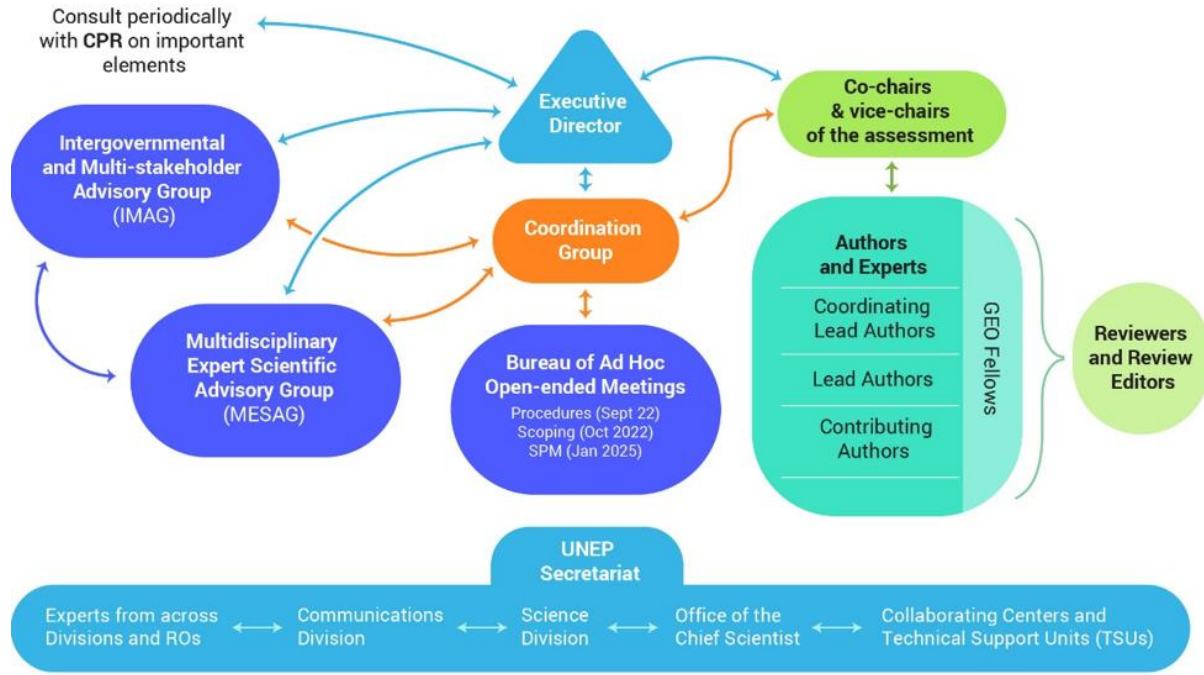 Consult periodically
with CPR on important
elements
Executive
Director
Co-chairs
& vice-chairs
of the assessment
Intergovernmental
and Multi-stakeholder
Advisory Group
(IMAG)
Coordination
Group
Multidisciplinary
Expert Scientific
Advisory Group
(MESAG)
Bureau of Ad Hoc
Open-ended Meetings
Procedures (Sept 22)
Scoping (Oct 2022)
SPM (Jan 2025)
Authors
and Experts
Coordinating
Lead Authors
Lead Authors
Contributing
Authors
GEO Fellows
Reviewers
and Review
Editors
UNEP
Secretariat
Experts from across
Divisions and ROs
Communications
Division
Science
Division
Office of the
Chief Scientist
Collaborating Centers and
Technical Support Units (TSUs)